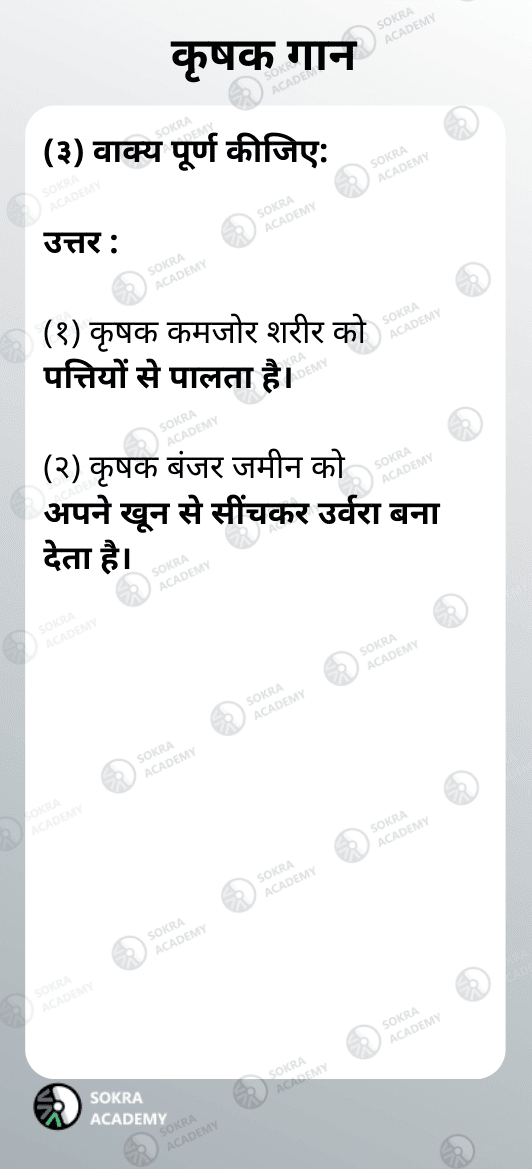 कृषक गान
(३) वाक्य पूर्ण कीजिए:
उत्तर :
(१) कृषक कमजोर शरीर को
पत्तियों से पालता है।
(२) कृषक बंजर जमीन को
अपने खून से सींचकर उर्वरा बना
देता है।
SOKRA
ACADEMY